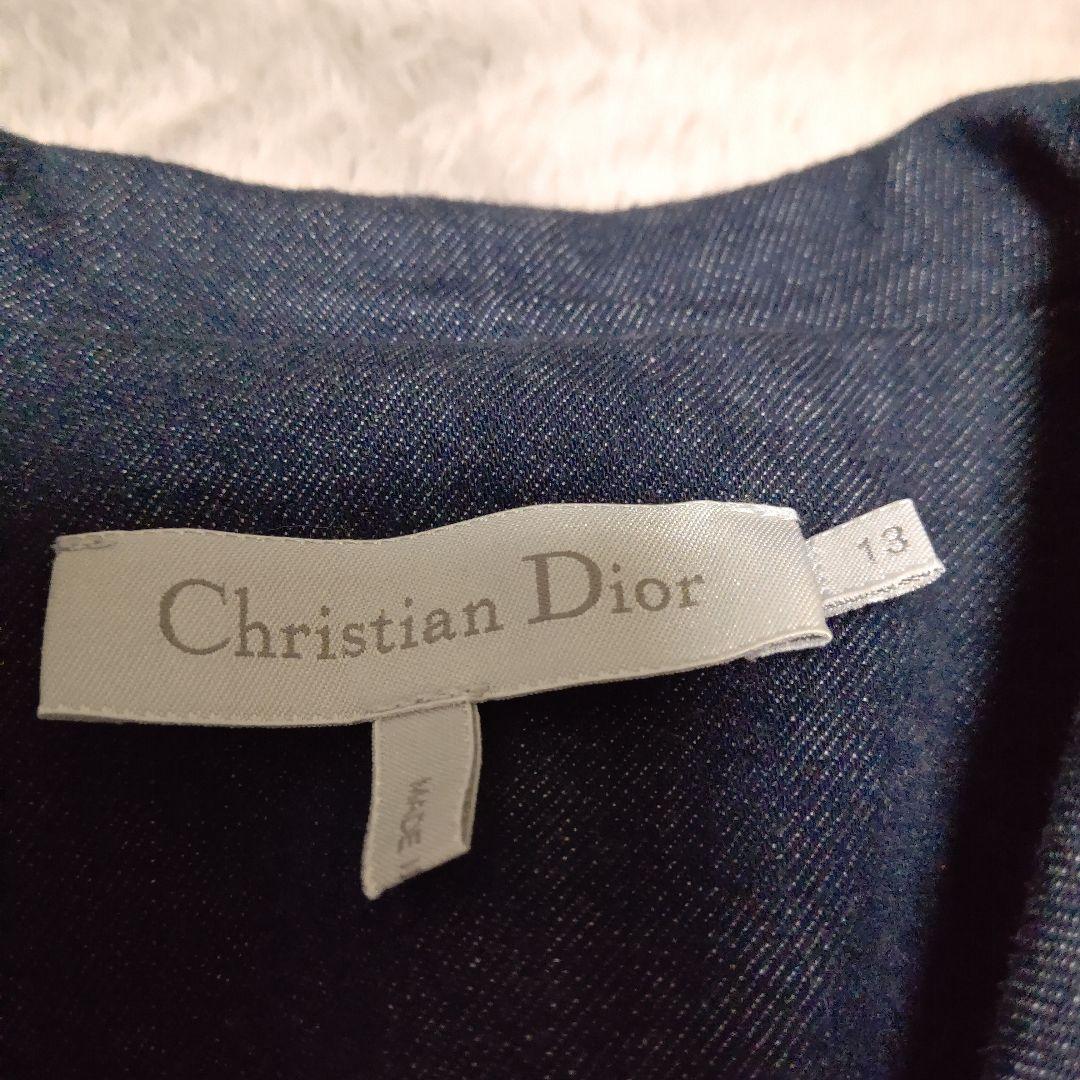 Christian Dior
13
MADE I